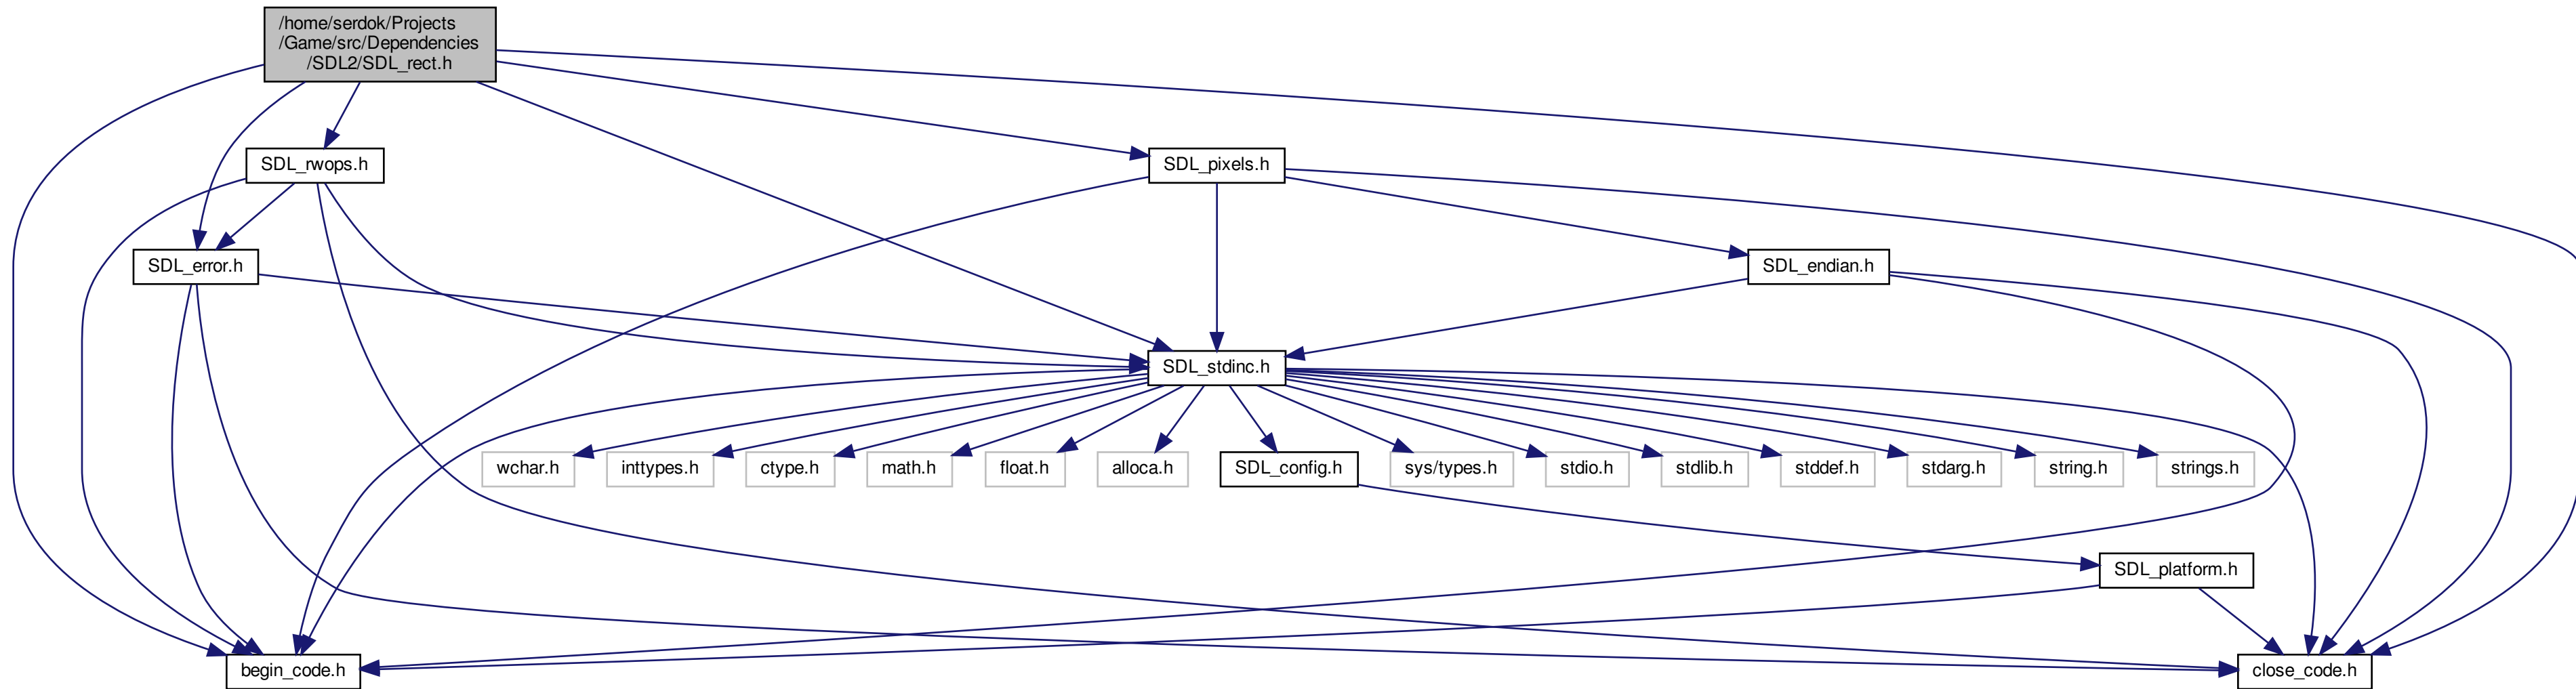 /home/serdok/Projects
/Game/src/Dependencies
/SDL2/SDL_rect.h
SDL_rwops.h
SDL_pixels.h
SDL_error.h
SDL_endian.h
SDL_stdinc.h
wchar.h
inttypes.h
ctype.h
math.h
float.h
alloca.h
SDL_config.h
sys/types.h
stdio.h
stdlib.h
stddef.h
stdarg.h
string.h
strings.h
SDL_platform.h
begin_code.h
close_code.h